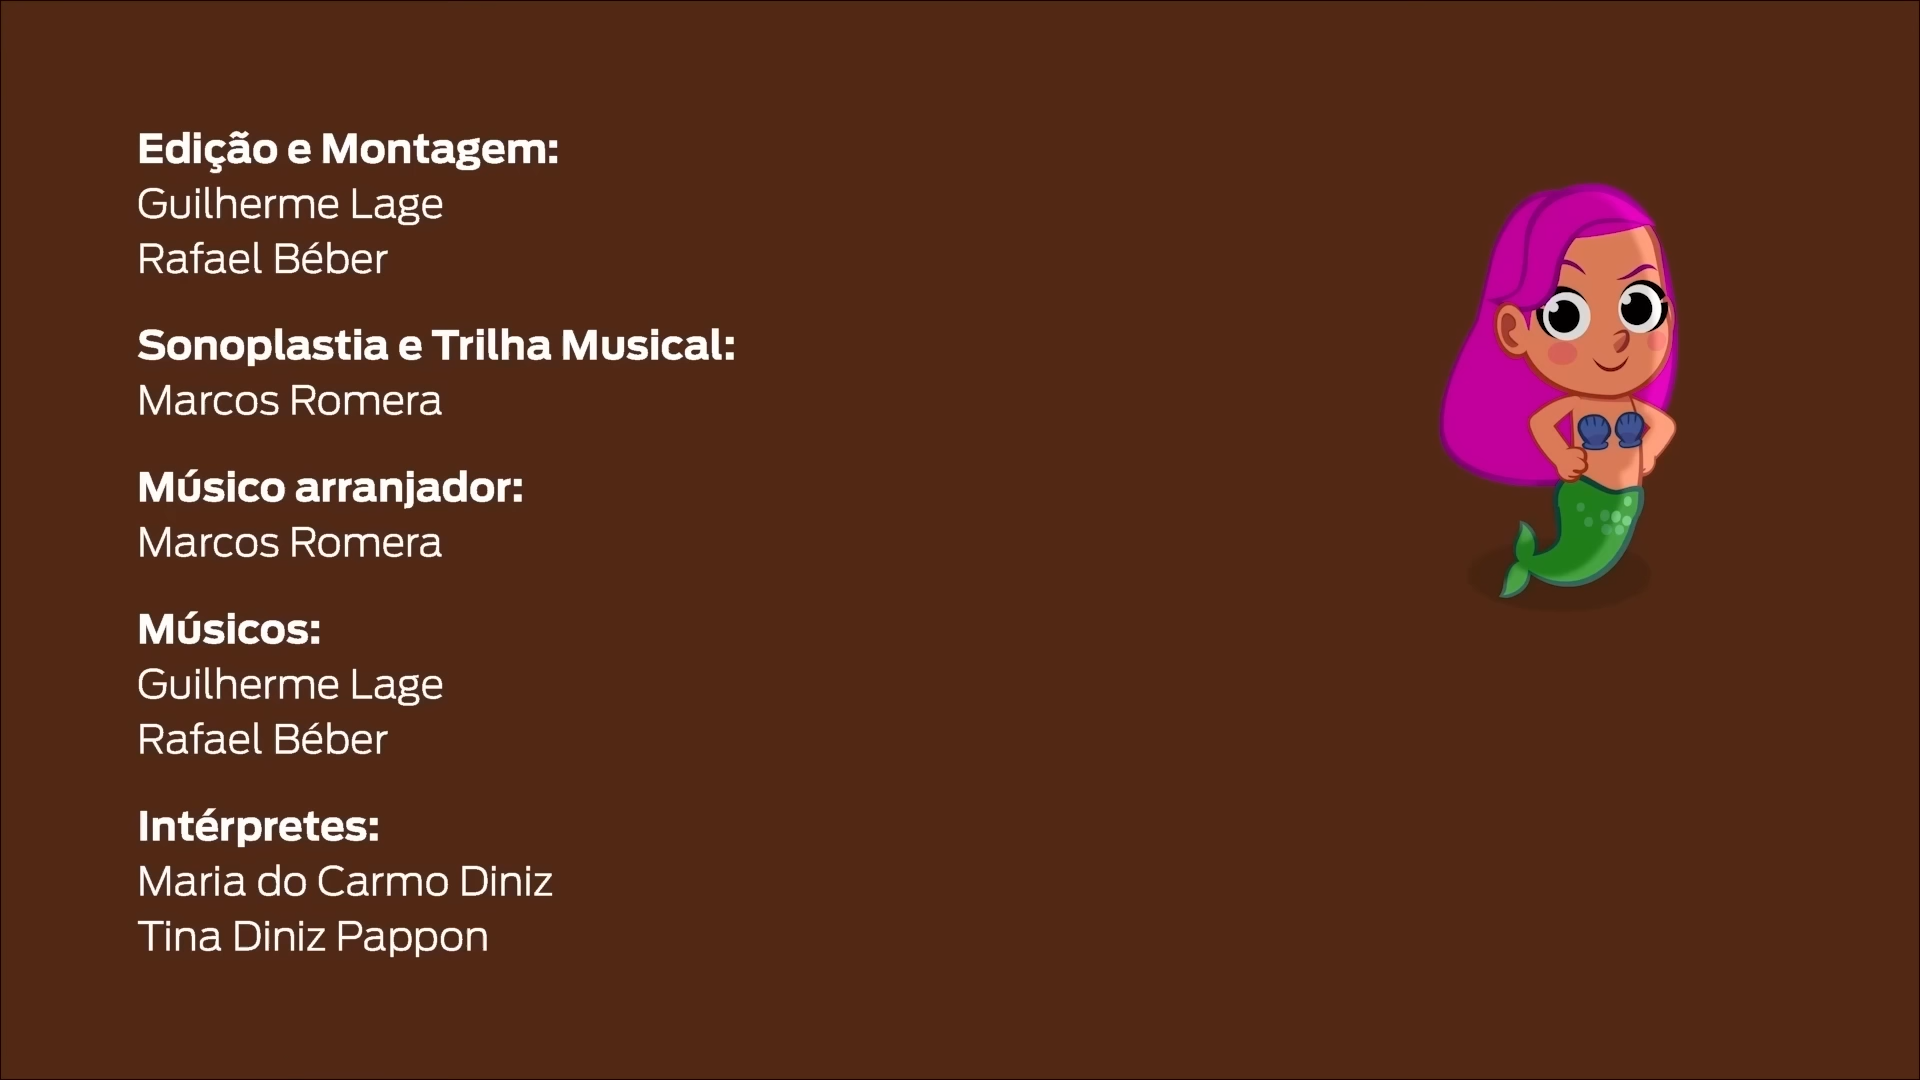 Edição e Montagem:
Guilherme Lage
Rafael Béber
Sonoplastia e Trilha Musical:
Marcos Romera
Músico arranjador:
Marcos Romera
Músicos:
Guilherme Lage
Rafael Béber
Intérpretes:
Maria do Carmo Diniz
Tina Diniz Pappon